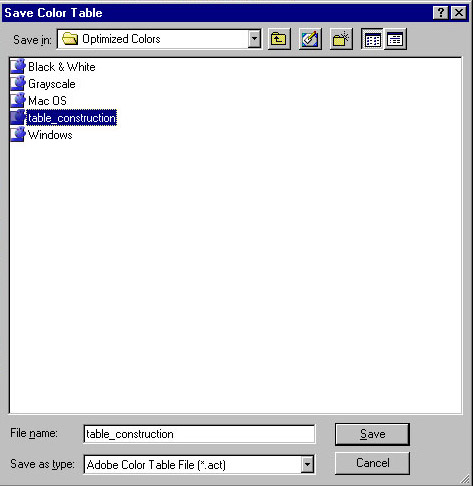 Save Color Table
Save in: Optimized Colors
Black & White
Grayscale
Mac OS
table_construction
Windows
File name: table_construction Save
Save as type: Adobe Color Table File (*.act) Cancel